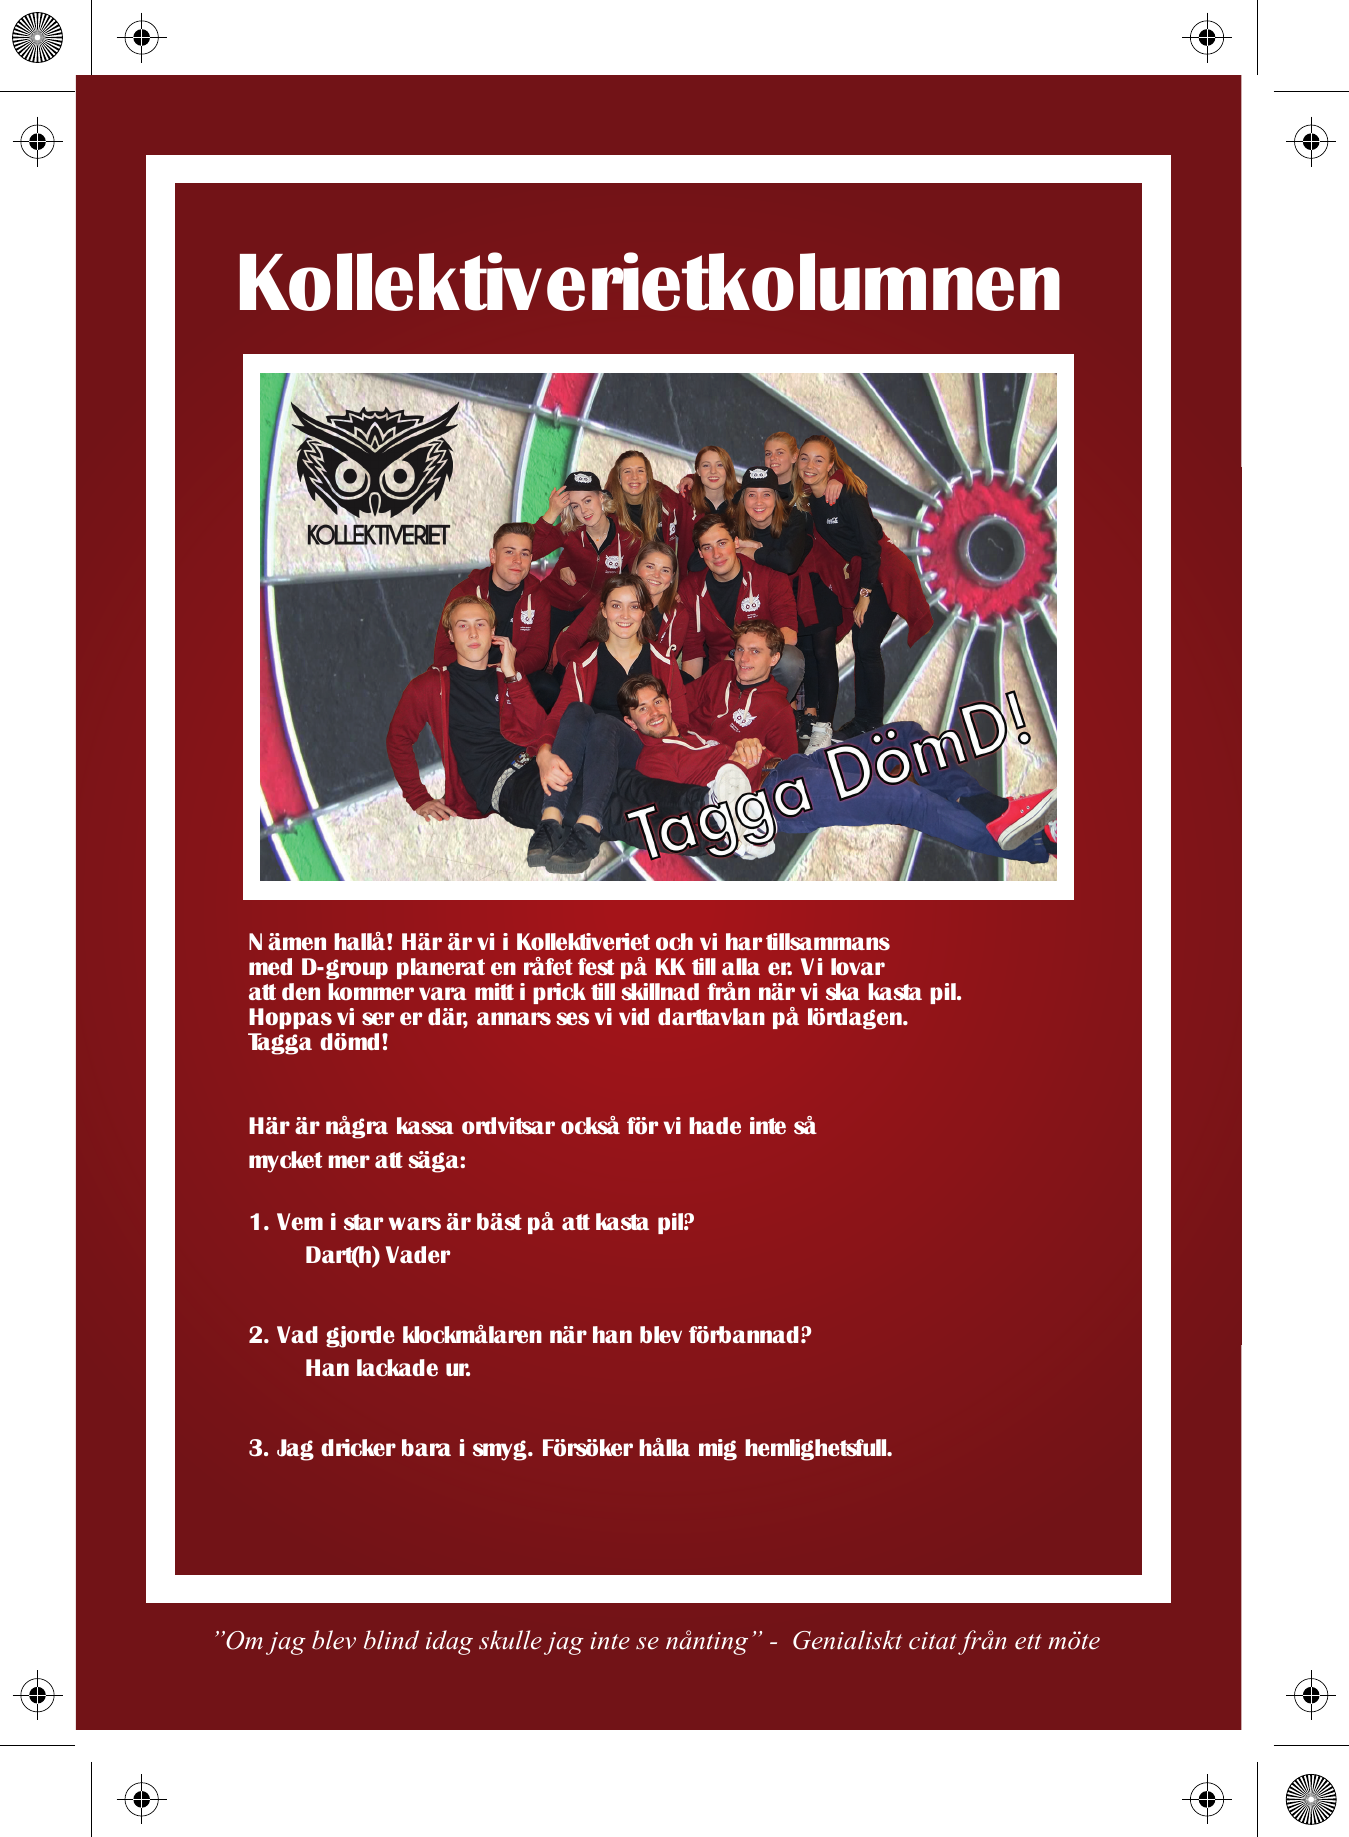 Kollektiverietkolumnen
KOLLEKTIVERIET
Tagga DömD!
Nämen hallå! Här är vi i Kollektiveriet och vi har tillsammans
med D-group planerat en råfet fest på KK till alla er. Vi lovar
att den kommer vara mitt i prick till skillnad från när vi ska kasta pil.
Hoppas vi ser er där, annars ses vi vid darttavlan på lördagen.
Tagga dömd!
Här är några kassa ordvitsar också för vi hade inte så
mycket mer att säga:
1. Vem i star wars är bäst på att kasta pil?
Dart(h) Vader
2. Vad gjorde klockmålaren när han blev förbannad?
Han lackade ur.
3. Jag dricker bara i smyg. Försöker hålla mig hemlighetsfull.
”Om jag blev blind idag skulle jag inte se nånting” - Genialiskt citat från ett möte